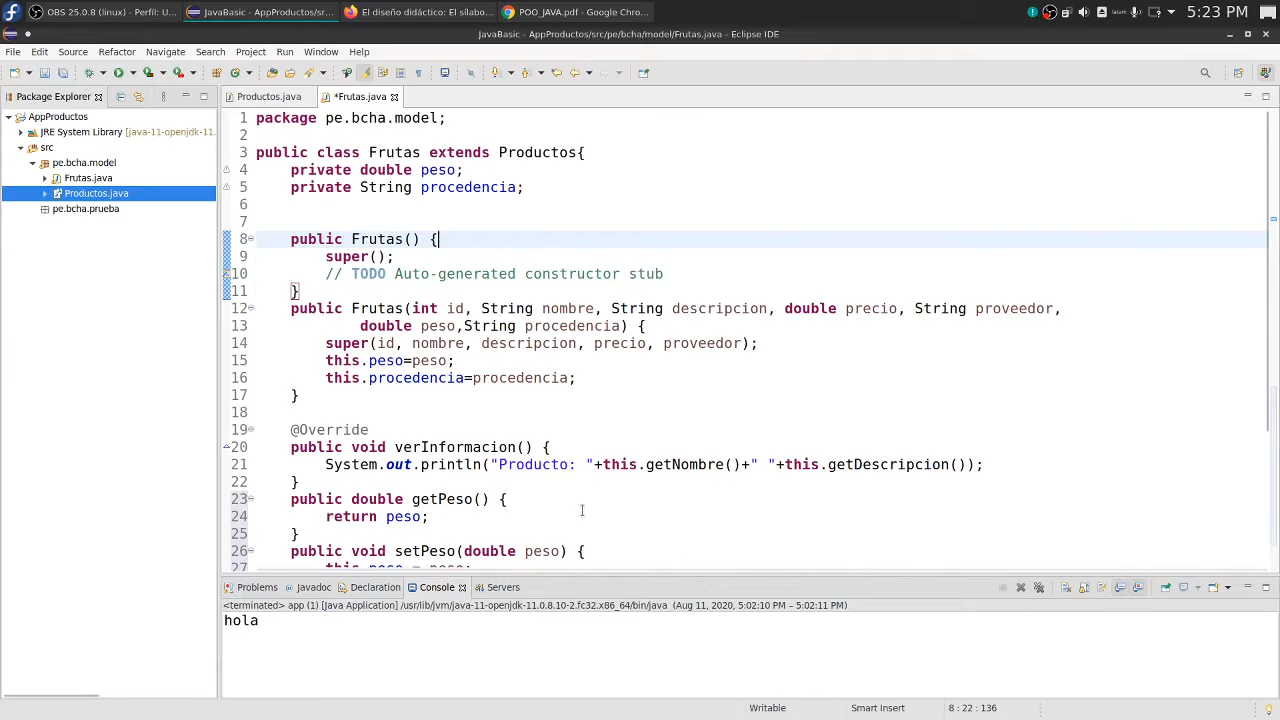 OBS 25.0.8 (linux) - Perfil: U... JavaBasic - AppProductos/sr... El diseño didáctico: El sílabo... POO_JAVA.pdf - Google Chro... 5:23 PM
JavaBasic - AppProductos/src/pe/bcha/model/Frutas.java - Eclipse IDE
File Edit Source Refactor Navigate Search Project Run Window Help
Package Explorer Productos.java *Frutas.java
AppProductos
JRE System Library [java-11-openjdk-11.
src
pe.bcha.model
Frutas.java
Productos.java
pe.bcha.prueba
1 package pe.bcha.model;
2
3 public class Frutas extends Productos{
4 private double peso;
5 private String procedencia;
6
7
8 public Frutas() {
9 super();
10 // TODO Auto-generated constructor stub
11 }
12 public Frutas(int id, String nombre, String descripcion, double precio, String proveedor,
13 double peso,String procedencia) {
14 super(id, nombre, descripcion, precio, proveedor);
15 this.peso=peso;
16 this.procedencia=procedencia;
17 }
18
19 @Override
20 public void verInformacion() {
21 System.out.println("Producto: "+this.getNombre()+" "+this.getDescripcion());
22 }
23 public double getPeso() {
24 return peso;
25 }
26 public void setPeso(double peso) {
27 this.peso = peso;
Problems Javadoc Declaration Console Servers
<terminated> app (1) [Java Application] /usr/lib/jvm/java-11-openjdk-11.0.8.10-2.fc32.x86_64/bin/java (Aug 11, 2020, 5:02:10 PM – 5:02:11 PM)
hola
Writable Smart Insert 8 : 22 : 136